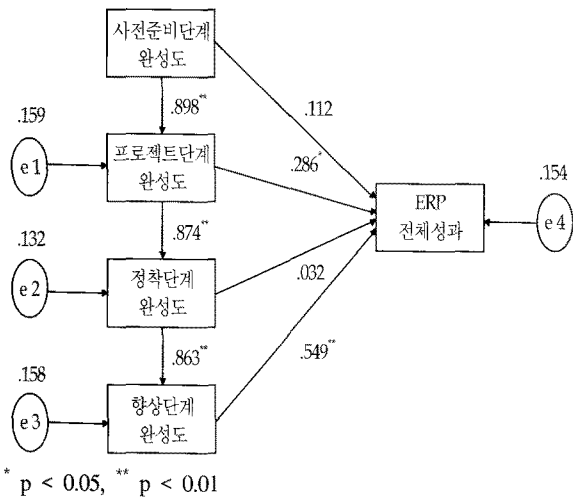 사전준비단계
완성도
.898**
.112
.159
e1
프로젝트단계
완성도
.286*
ERP
전체성과
.154
e4
.874**
.132
e2
정착단계
완성도
.032
.863**
.549**
.158
e3
향상단계
완성도
* p < 0.05, ** p < 0.01